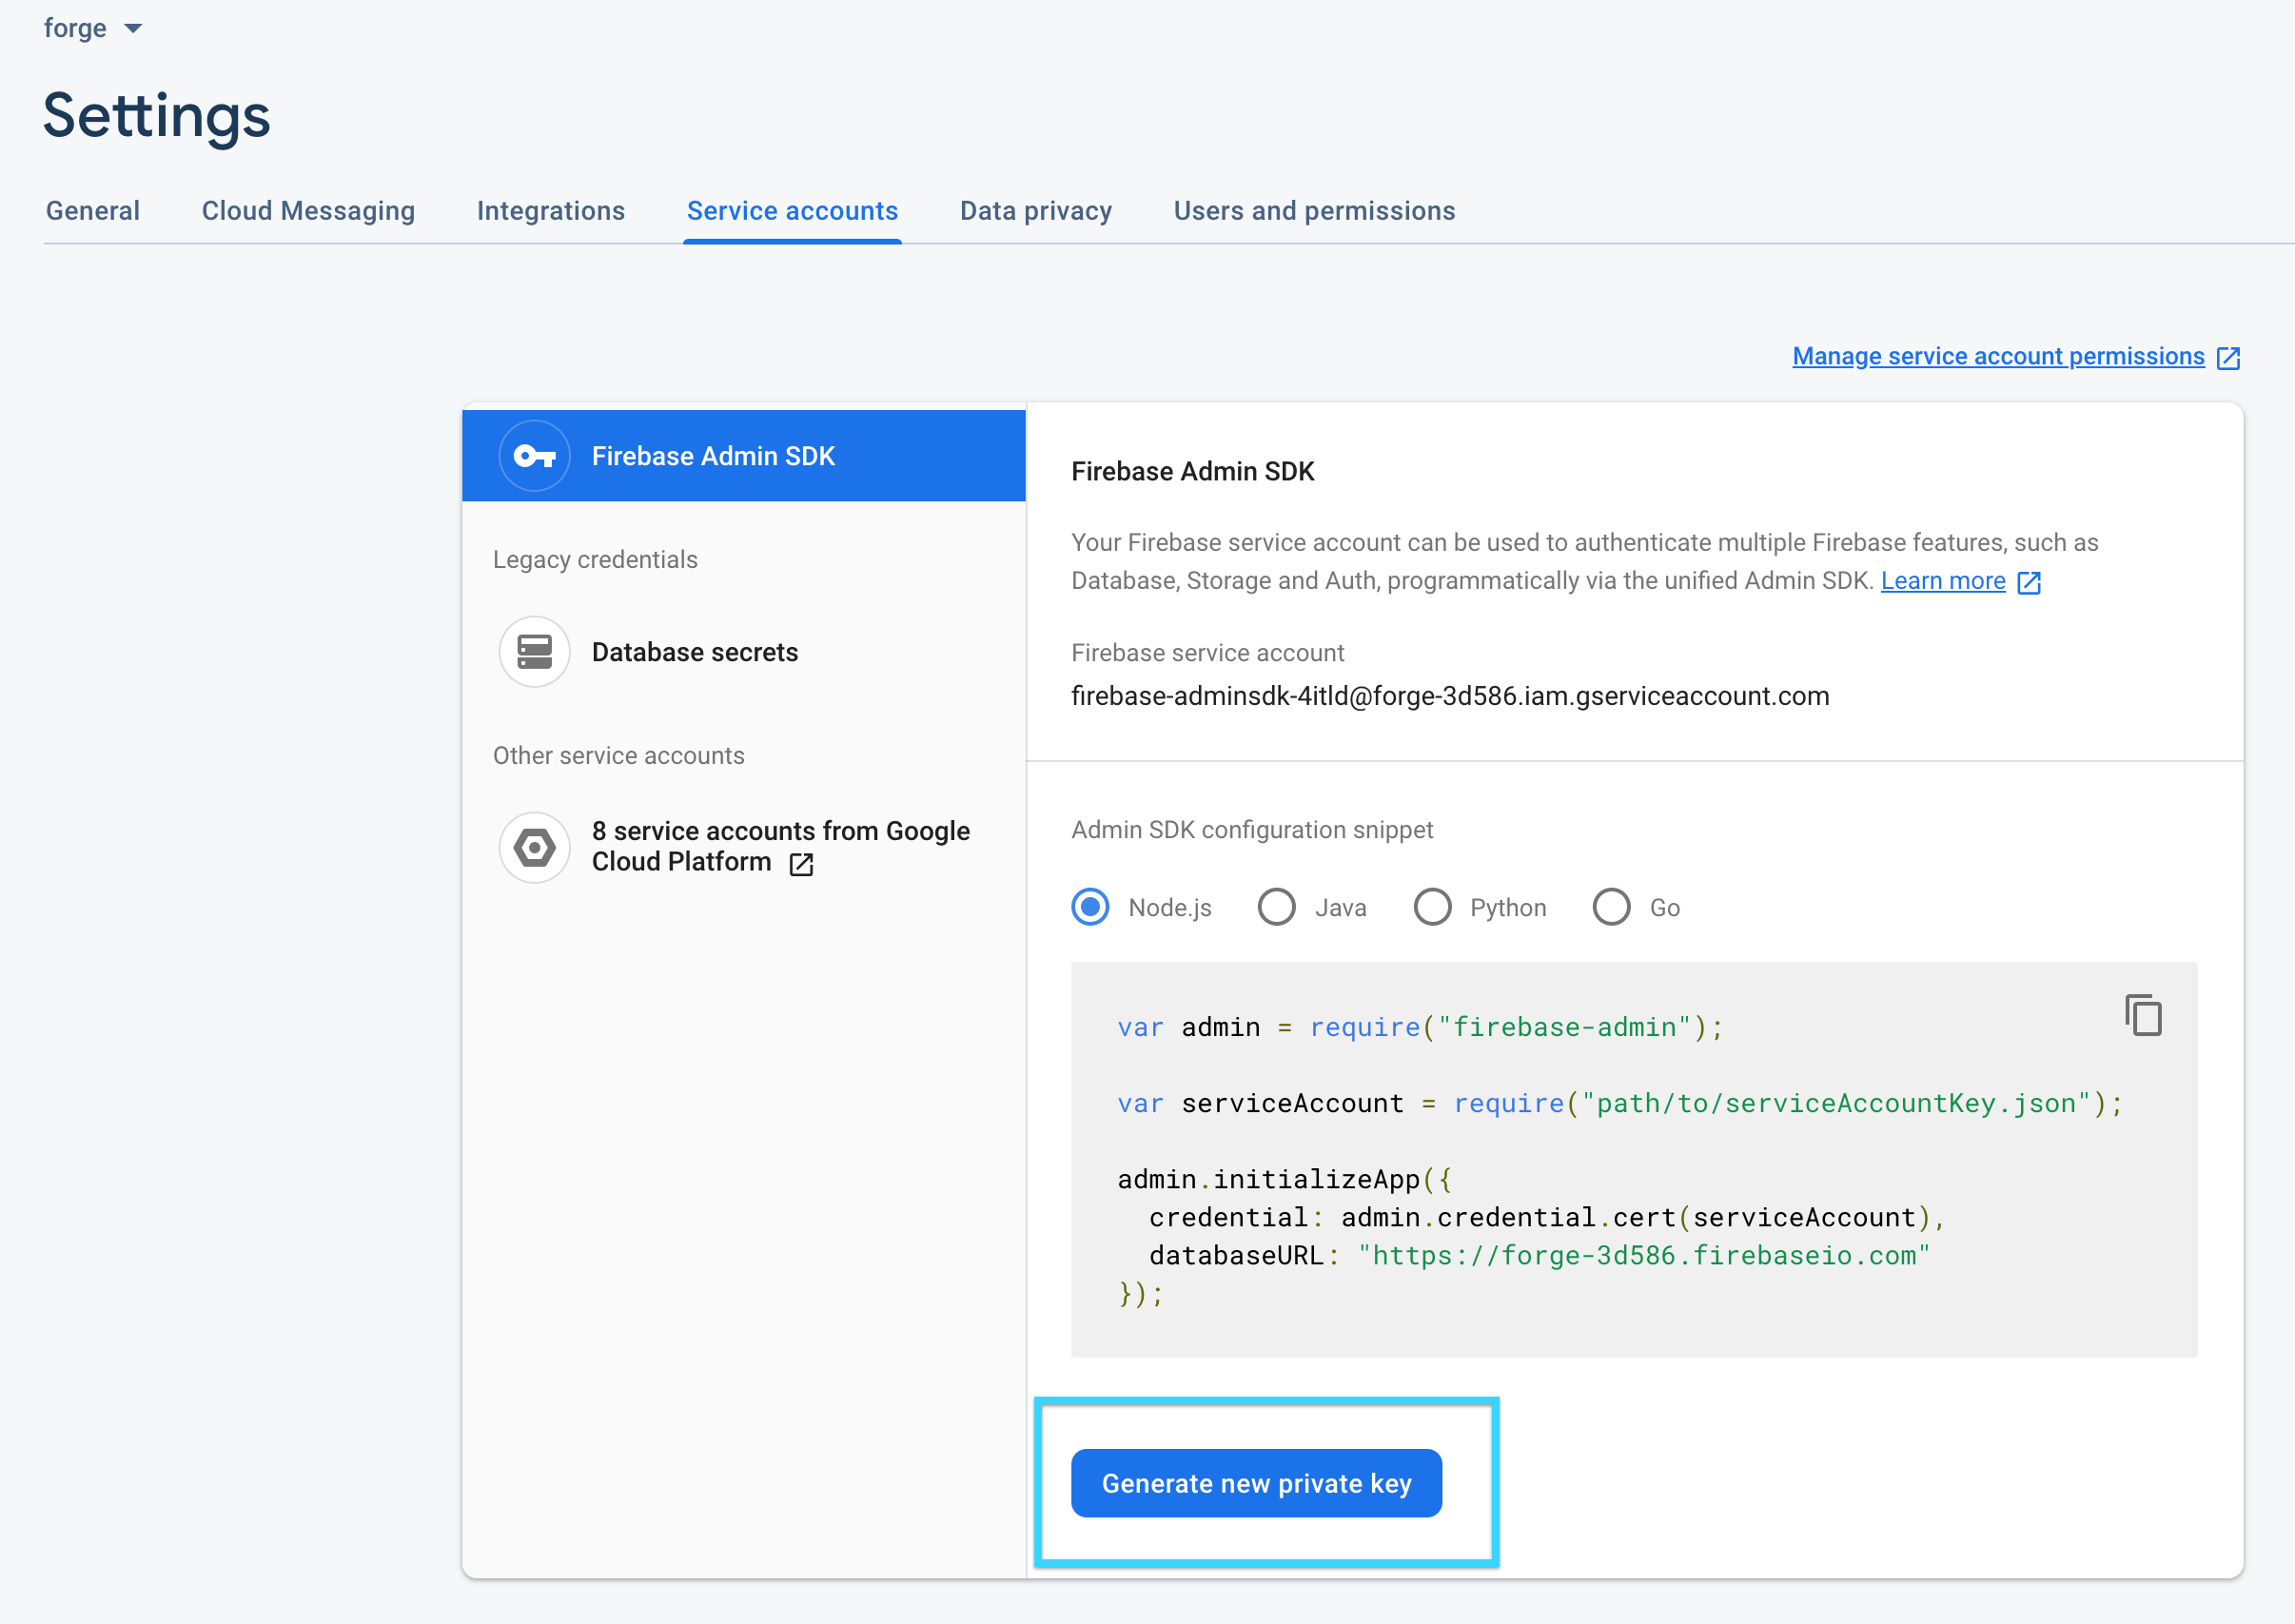 forge
Settings
General Cloud Messaging Integrations Service accounts Data privacy Users and permissions
Manage service account permissions
Firebase Admin SDK
Legacy credentials
Database secrets
Other service accounts
8 service accounts from Google
Cloud Platform
Firebase Admin SDK
Your Firebase service account can be used to authenticate multiple Firebase features, such as
Database, Storage and Auth, programmatically via the unified Admin SDK. Learn more
Firebase service account
firebase-adminsdk-4itld@forge-3d586.iam.gserviceaccount.com
Admin SDK configuration snippet
Node.js Java Python Go
var admin = require("firebase-admin");
var serviceAccount = require("path/to/serviceAccountKey.json");
admin.initializeApp({
  credential: admin.credential.cert(serviceAccount),
  databaseURL: "https://forge-3d586.firebaseio.com"
});
Generate new private key